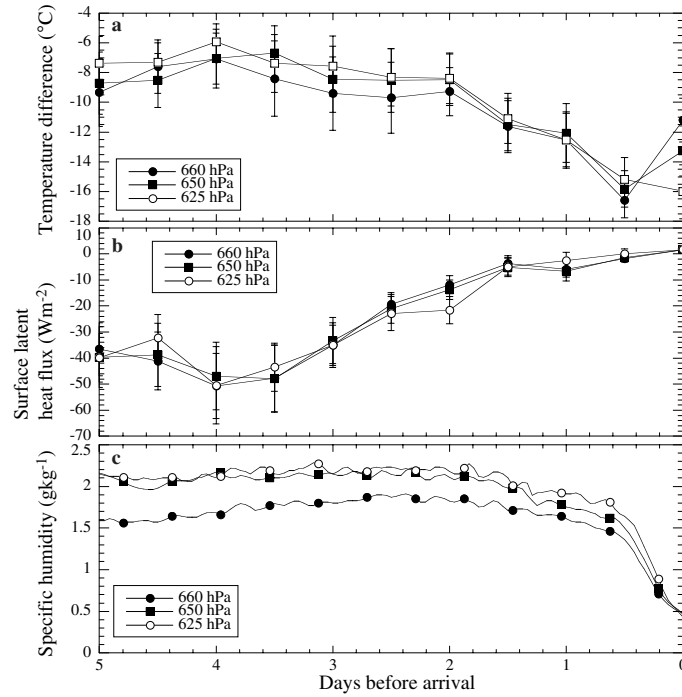 a
Temperature difference (°C)
-4
-6
-8
-10
-12
14
16
18
660 hPa
650 hPa
625 hPa
b
Surface latent
heat flux (Wm-2)
10
0
-10
-20
-30
-40
-50
-60
-70
660 hPa
650 hPa
625 hPa
c
Specific humidity (gkg-1)
2.5
2
1.5
1
0.5
0
660 hPa
650 hPa
625 hPa
5
4
3
2
1
0
Days before arrival